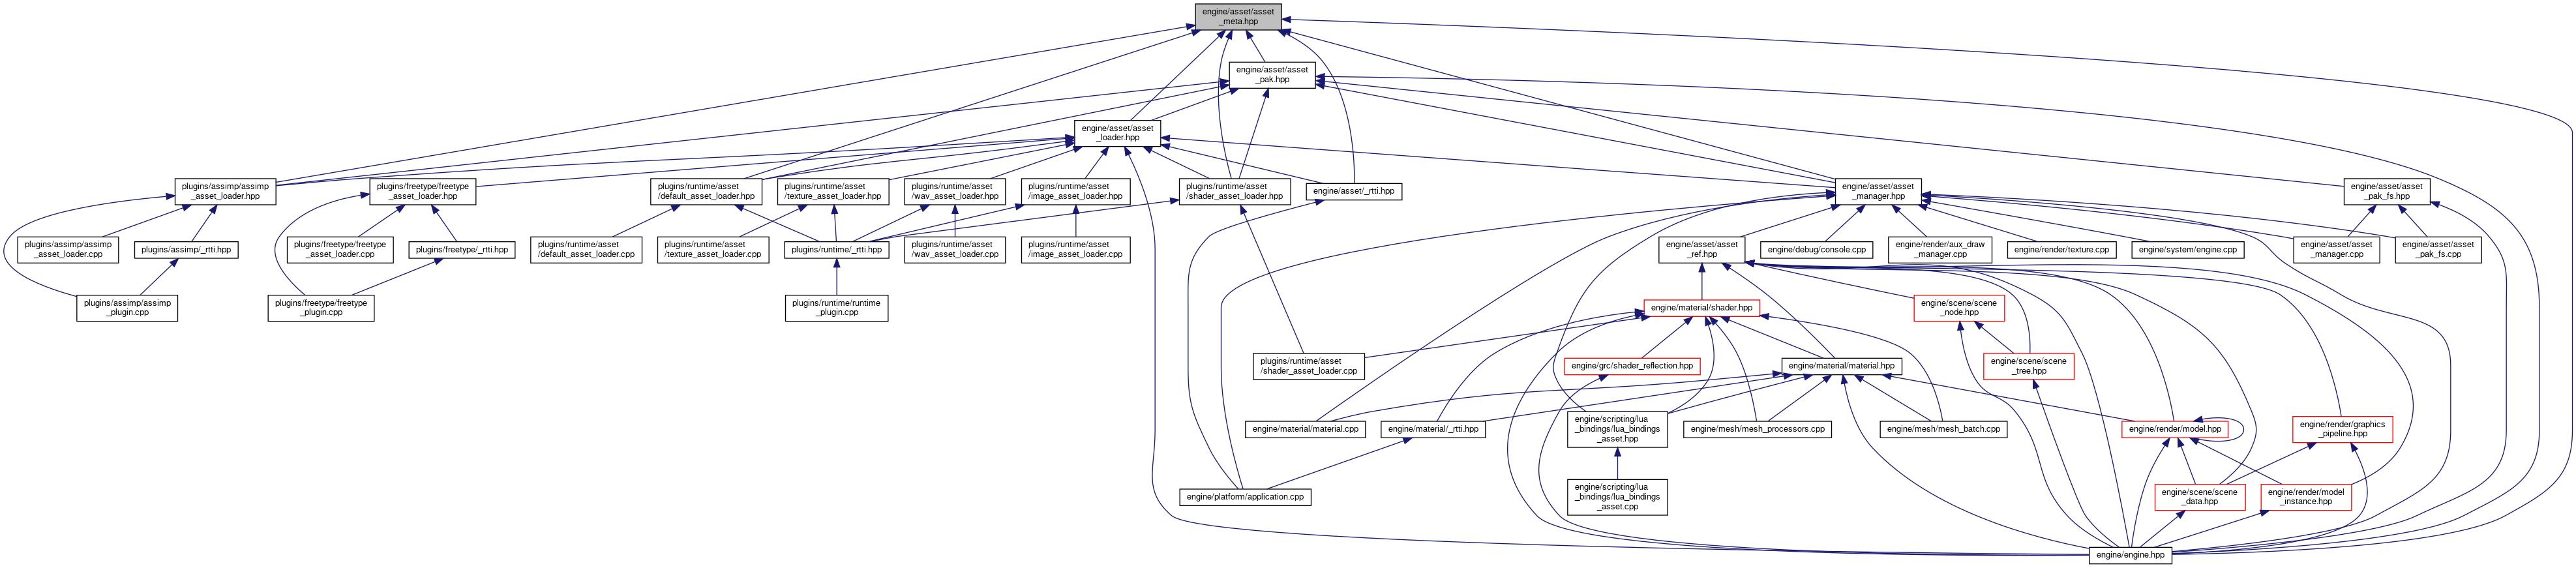 engine/asset/asset
_meta.hpp
engine/asset/asset
_pak.hpp
engine/asset/asset
_loader.hpp
plugins/assimp/assimp
_asset_loader.hpp
plugins/freetype/freetype
_asset_loader.hpp
plugins/runtime/asset
/default_asset_loader.hpp
plugins/runtime/asset
/texture_asset_loader.hpp
plugins/runtime/asset
/wav_asset_loader.hpp
plugins/runtime/asset
/image_asset_loader.hpp
plugins/runtime/asset
/shader_asset_loader.hpp
engine/asset/_rtti.hpp
engine/asset/asset
_manager.hpp
engine/asset/asset
_pak_fs.hpp
plugins/assimp/assimp
_asset_loader.cpp
plugins/assimp/_rtti.hpp
plugins/freetype/freetype
_asset_loader.cpp
plugins/freetype/_rtti.hpp
plugins/runtime/asset
/default_asset_loader.cpp
plugins/runtime/asset
/texture_asset_loader.cpp
plugins/runtime/_rtti.hpp
plugins/runtime/asset
/wav_asset_loader.cpp
plugins/runtime/asset
/image_asset_loader.cpp
engine/asset/asset
_ref.hpp
engine/debug/console.cpp
engine/render/aux_draw
_manager.cpp
engine/render/texture.cpp
engine/system/engine.cpp
engine/asset/asset
_manager.cpp
engine/asset/asset
_pak_fs.cpp
plugins/assimp/assimp
_plugin.cpp
plugins/freetype/freetype
_plugin.cpp
plugins/runtime/runtime
_plugin.cpp
engine/material/shader.hpp
engine/scene/scene
_node.hpp
plugins/runtime/asset
/shader_asset_loader.cpp
engine/grc/shader_reflection.hpp
engine/material/material.hpp
engine/scene/scene
_tree.hpp
engine/material/material.cpp
engine/material/_rtti.hpp
engine/scripting/lua
_bindings/lua_bindings
_asset.hpp
engine/mesh/mesh_processors.cpp
engine/mesh/mesh_batch.cpp
engine/render/model.hpp
engine/render/graphics
_pipeline.hpp
engine/platform/application.cpp
engine/scripting/lua
_bindings/lua_bindings
_asset.cpp
engine/scene/scene
_data.hpp
engine/render/model
_instance.hpp
engine/engine.hpp